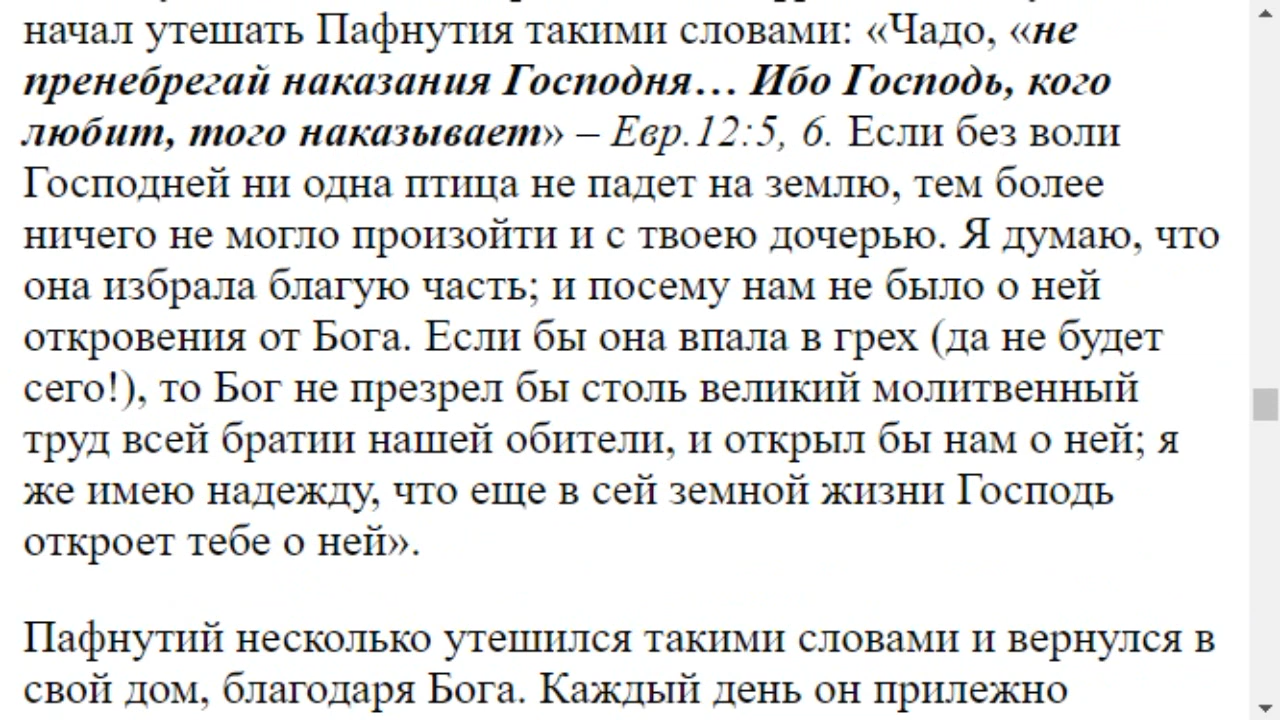 начал утешать Пафнутия такими словами: «Чадо, «не
пренебрегай наказания Господня… Ибо Господь, кого
любит, того наказывает» – Евр.12:5, 6. Если без воли
Господней ни одна птица не падет на землю, тем более
ничего не могло произойти и с твоею дочерью. Я думаю, что
она избрала благую часть; и посему нам не было о ней
откровения от Бога. Если бы она впала в грех (да не будет
сего!), то Бог не презрел бы столь великий молитвенный
труд всей братии нашей обители, и открыл бы нам о ней; я
же имею надежду, что еще в сей земной жизни Господь
откроет тебе о ней».
Пафнутий несколько утешился такими словами и вернулся в
свой дом, благодаря Бога. Каждый день он прилежно